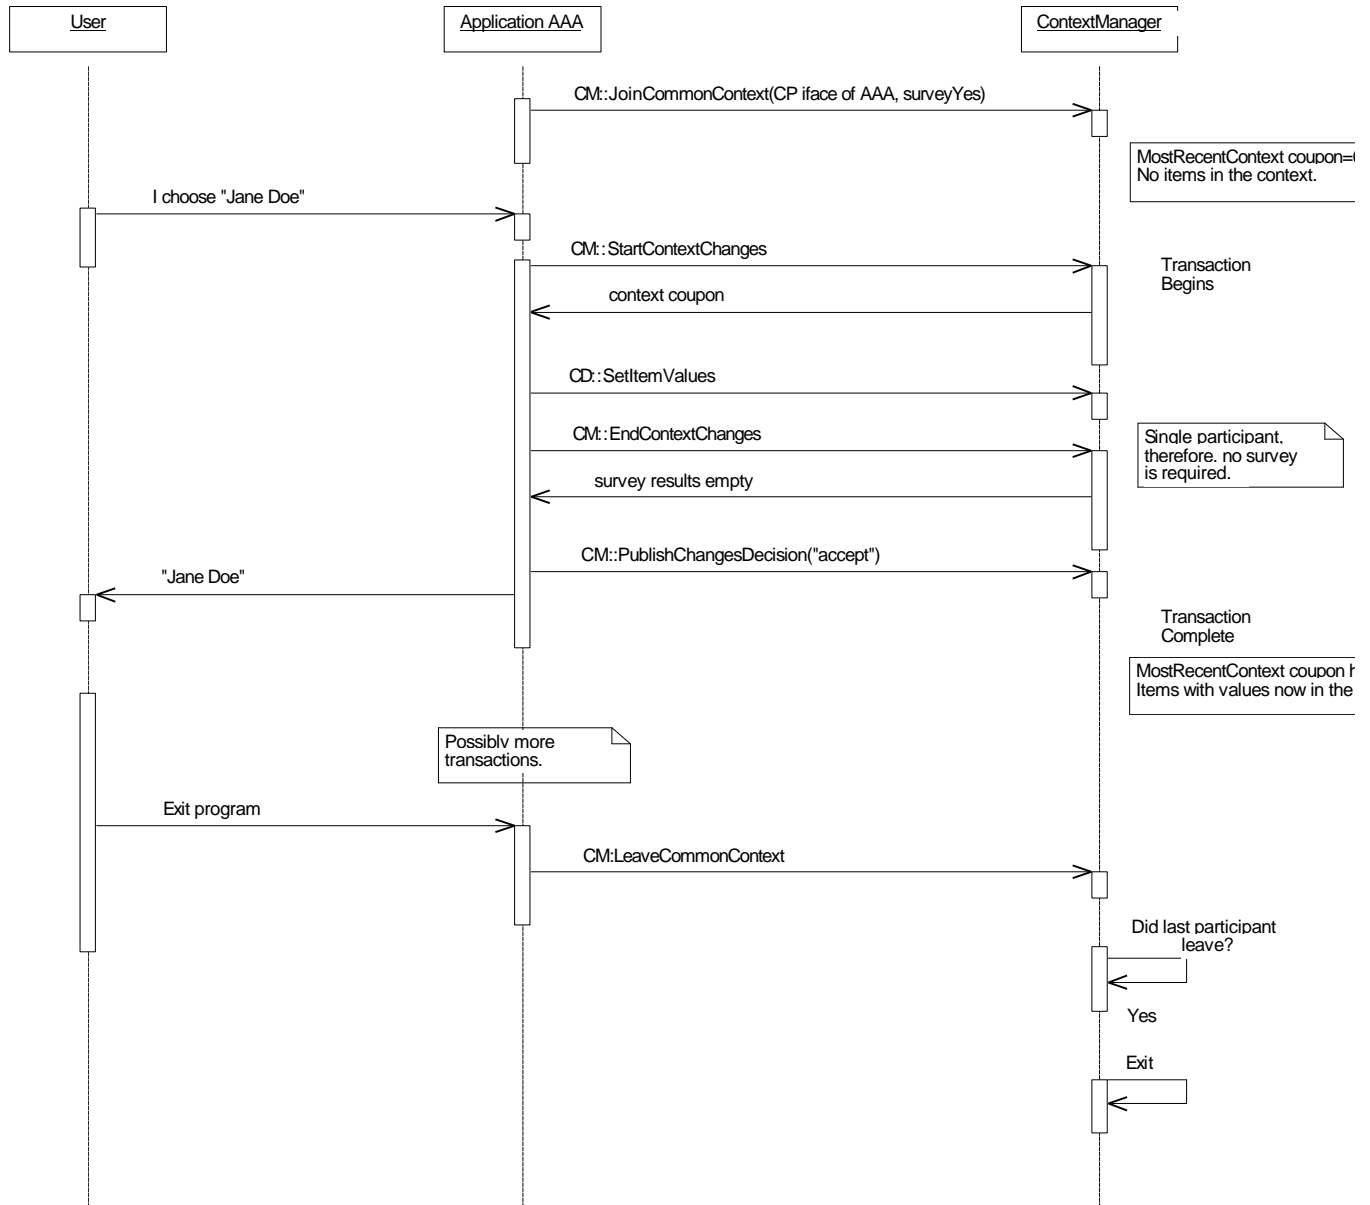 User
Application AAA
ContextManager
CM::JoinCommonContext(CP iface of AAA, surveyYes)
MostRecentContext coupon=
No items in the context.
I choose "Jane Doe"
CM::StartContextChanges
Transaction
Begins
context coupon
CD::SetItemValues
CM::EndContextChanges
Single participant,
therefore. no survey
is required.
survey results empty
CM::PublishChangesDecision("accept")
"Jane Doe"
Transaction
Complete
MostRecentContext coupon
Items with values now in the
Possibly more
transactions.
Exit program
CM:LeaveCommonContext
Did last participant
leave?
Yes
Exit